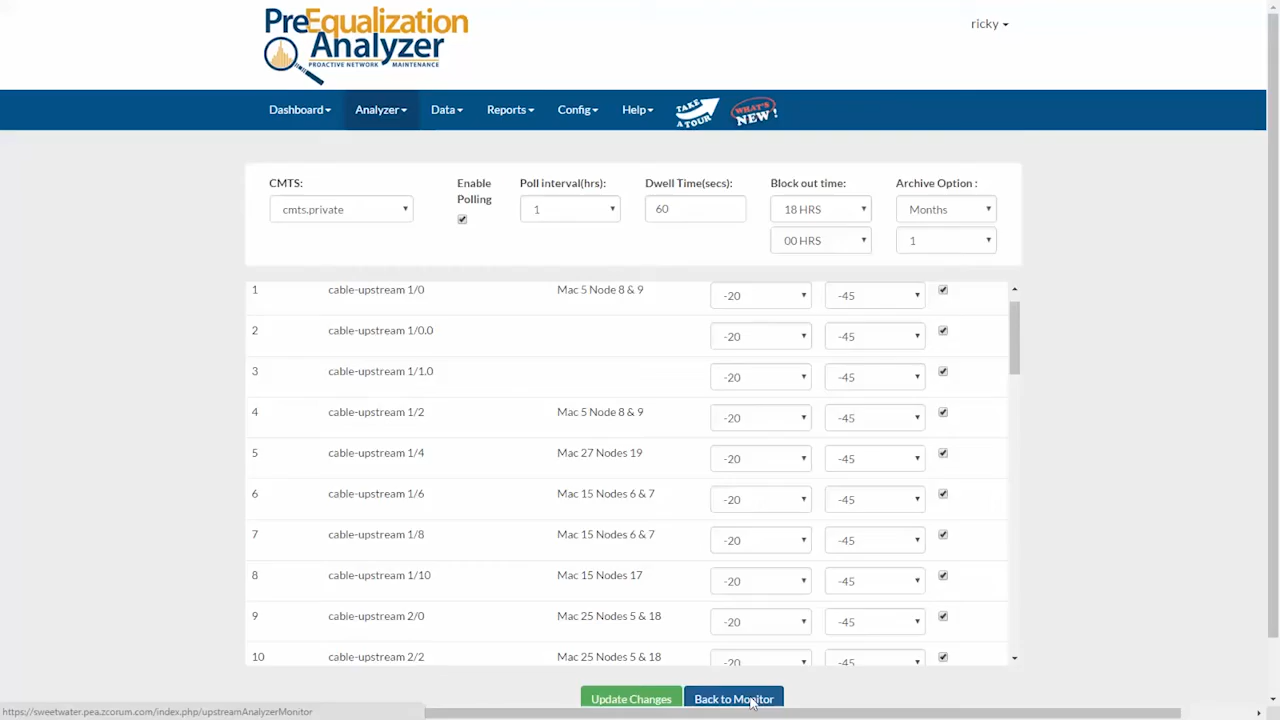 PreEqualization
Analyzer
PROACTIVE NETWORK MAINTENANCE
ricky
Dashboard Analyzer Data Reports Config Help TAKE A TOUR WHAT'S NEW!
CMTS: Enable Polling Poll interval(hrs): Dwell Time(secs): Block out time: Archive Option :
cmts.private 1 60 18 HRS Months
00 HRS 1
1 cable-upstream 1/0 Mac 5 Node 8 & 9 -20 -45
2 cable-upstream 1/0.0 -20 -45
3 cable-upstream 1/1.0 -20 -45
4 cable-upstream 1/2 Mac 5 Node 8 & 9 -20 -45
5 cable-upstream 1/4 Mac 27 Nodes 19 -20 -45
6 cable-upstream 1/6 Mac 15 Nodes 6 & 7 -20 -45
7 cable-upstream 1/8 Mac 15 Nodes 6 & 7 -20 -45
8 cable-upstream 1/10 Mac 15 Nodes 17 -20 -45
9 cable-upstream 2/0 Mac 25 Nodes 5 & 18 -20 -45
10 cable-upstream 2/2 Mac 25 Nodes 5 & 18 -20 -45
Update Changes Back to Monitor
https://sweetwater.pea.zcorum.com/index.php/upstreamAnalyzerMonitor